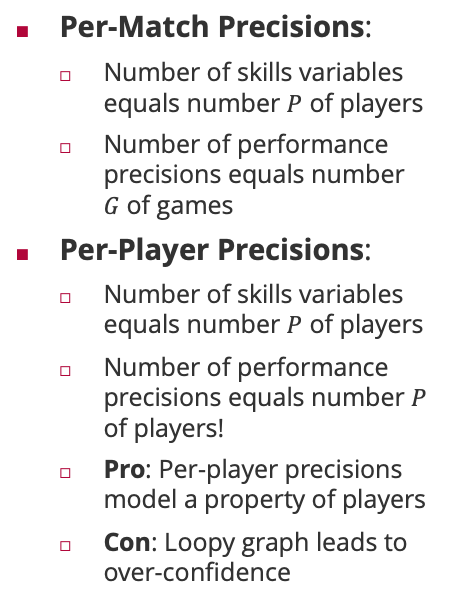 Per-Match Precisions:
Number of skills variables
equals number P of players
Number of performance
precisions equals number
G of games
Per-Player Precisions:
Number of skills variables
equals number P of players
Number of performance
precisions equals number P
of players!
Pro: Per-player precisions
model a property of players
Con: Loopy graph leads to
over-confidence